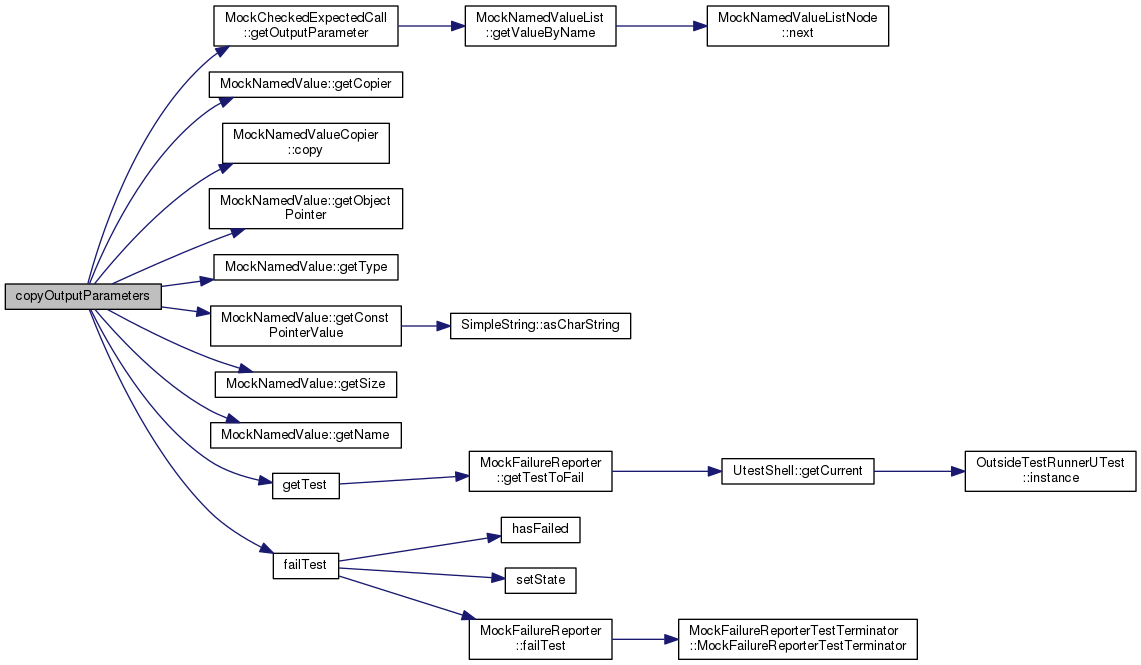 MockCheckedExpectedCall
::getOutputParameter
MockNamedValueList
::getValueByName
MockNamedValueListNode
::next
MockNamedValue::getCopier
MockNamedValueCopier
::copy
MockNamedValue::getObject
Pointer
MockNamedValue::getType
copyOutputParameters
MockNamedValue::getConst
PointerValue
SimpleString::asCharString
MockNamedValue::getSize
MockNamedValue::getName
getTest
MockFailureReporter
::getTestToFail
UtestShell::getCurrent
OutsideTestRunnerUTest
::instance
failTest
hasFailed
setState
MockFailureReporter
::failTest
MockFailureReporterTestTerminator
::MockFailureReporterTestTerminator